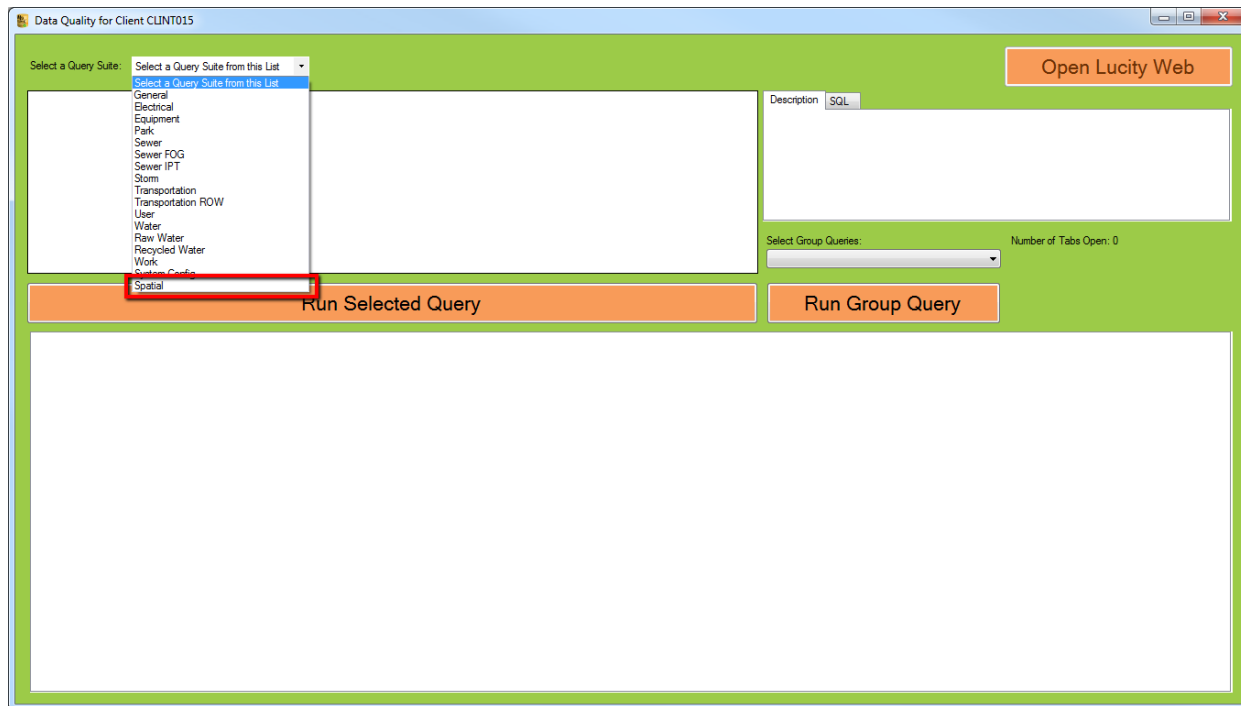 Data Quality for Client CLINT015
Select a Query Suite: Select a Query Suite from this List
Open Lucity Web
Select a Query Suite from this List
General
Electrical
Equipment
Park
Sewer
Sewer FOG
Sewer IPT
Storm
Transportation
Transportation ROW
User
Water
Raw Water
Recycled Water
Work
System Config
Spatial
Description SQL
Select Group Queries: Number of Tabs Open: 0
Run Selected Query Run Group Query